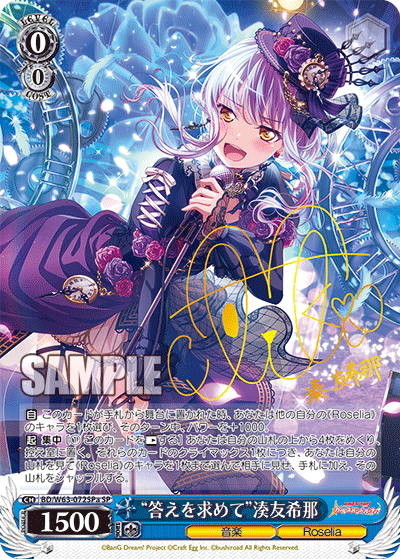 LEVEL
0
0
COST
湊友希那
SAMPLE
自 このカードが手札から舞台に置かれた時、あなたは他の自分の《Roselia》
のキャラを1枚選び、そのターン中、パワーを+1000。
起 集中 [このカードを する] あなたは自分の山札の上から4枚をめくり、
控え室に置く。それらのカードのクライマックス1枚につき、あなたは自分の
山札を見て《Roselia》のキャラを1枚まで選んで相手に見せ、手札に加え、その
山札をシャッフルする。
CH BD/W63-072SPa SP
1500
“答えを求めて”湊友希那
音楽
Roselia
©BanG Dream! Project ©Craft Egg Inc. ©bushiroad All Rights Reserved.